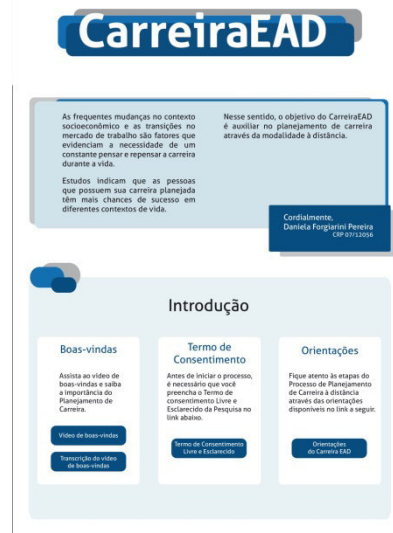 CarreiraEAD
As frequentes mudanças no contexto
socioeconômico e as transições no
mercado de trabalho são fatores que
evidenciam a necessidade de um
constante pensar e repensar a carreira
durante a vida.
Estudos indicam que as pessoas
que possuem sua carreira planejada
têm mais chances de sucesso em
diferentes contextos de vida.
Nesse sentido, o objetivo do CarreiraEAD
é auxiliar no planejamento de carreira
através da modalidade à distância.
Cordialmente,
Daniela Forgiarini Pereira
CRP 07/12056
Introdução
Boas-vindas
Assista ao vídeo de
boas-vindas e saiba
a importância do
Planejamento de
Carreira.
Vídeo de boas-vindas
Transcrição do vídeo
de boas-vindas
Termo de
Consentimento
Antes de iniciar o processo,
é necessário que você
preencha o Termo de
consentimento Livre e
Esclarecido da Pesquisa no
link abaixo.
Termo de Consentimento
Livre e Esclarecido
Orientações
Fique atento às etapas do
Processo de Planejamento
de Carreira à distância
através das orientações
disponíveis no link a seguir.
Orientações
do Carreira EAD